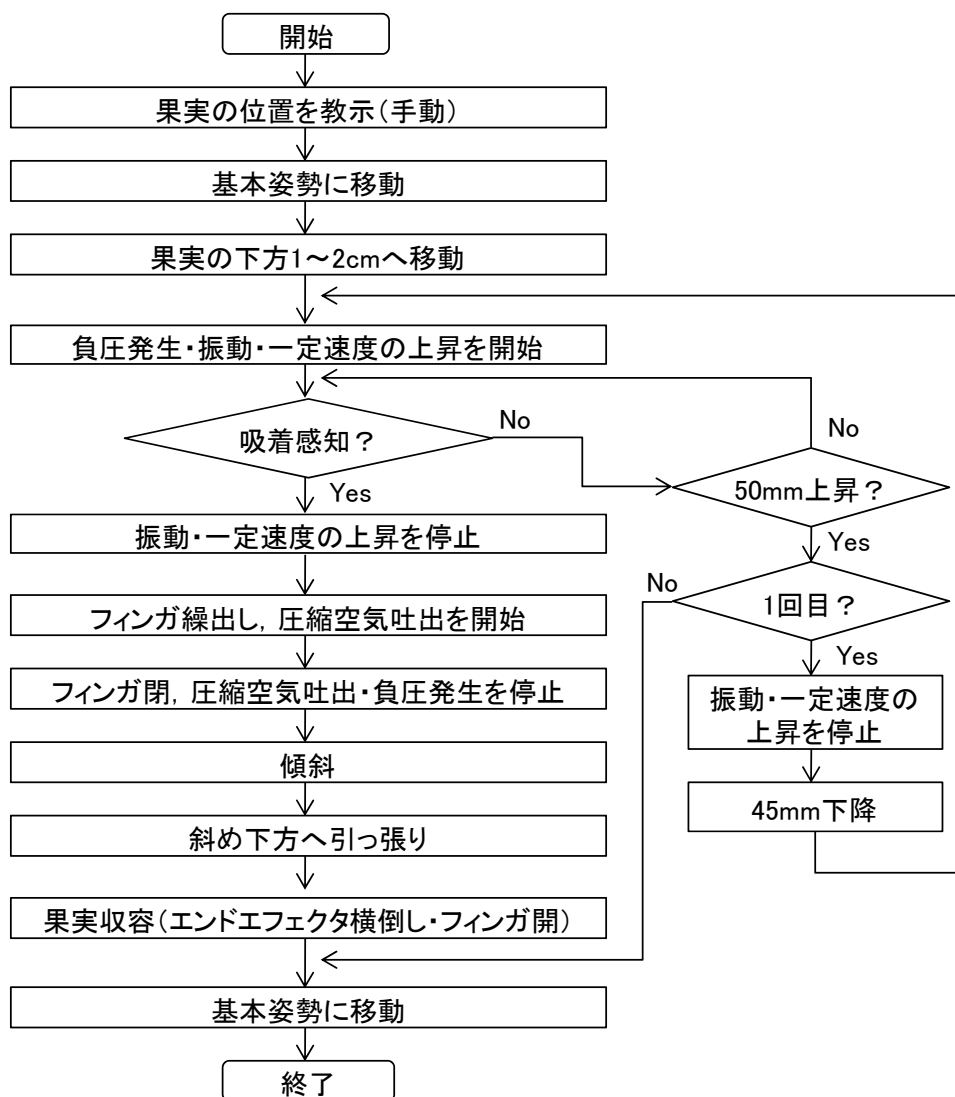 開始
果実の位置を教示(手動)
基本姿勢に移動
果実の下方1～2cmへ移動
負圧発生・振動・一定速度の上昇を開始
吸着感知？
No
Yes
50mm上昇？
No
Yes
1回目？
No
Yes
振動・一定速度の
上昇を停止
45mm下降
振動・一定速度の上昇を停止
フィンガ繰出し，圧縮空気吐出を開始
フィンガ閉，圧縮空気吐出・負圧発生を停止
傾斜
斜め下方へ引っ張り
果実収容(エンドエフェクタ横倒し・フィンガ開)
基本姿勢に移動
終了